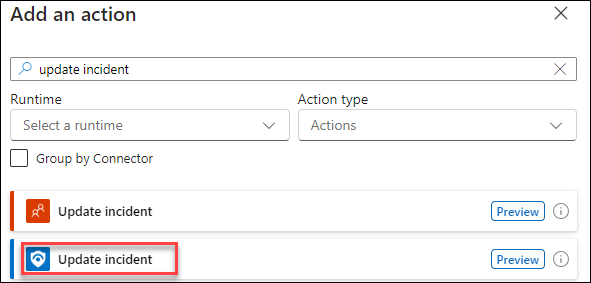 Add an action
update incident
Runtime
Action type
Select a runtime
Actions
Group by Connector
Update incident
Preview
Update incident
Preview